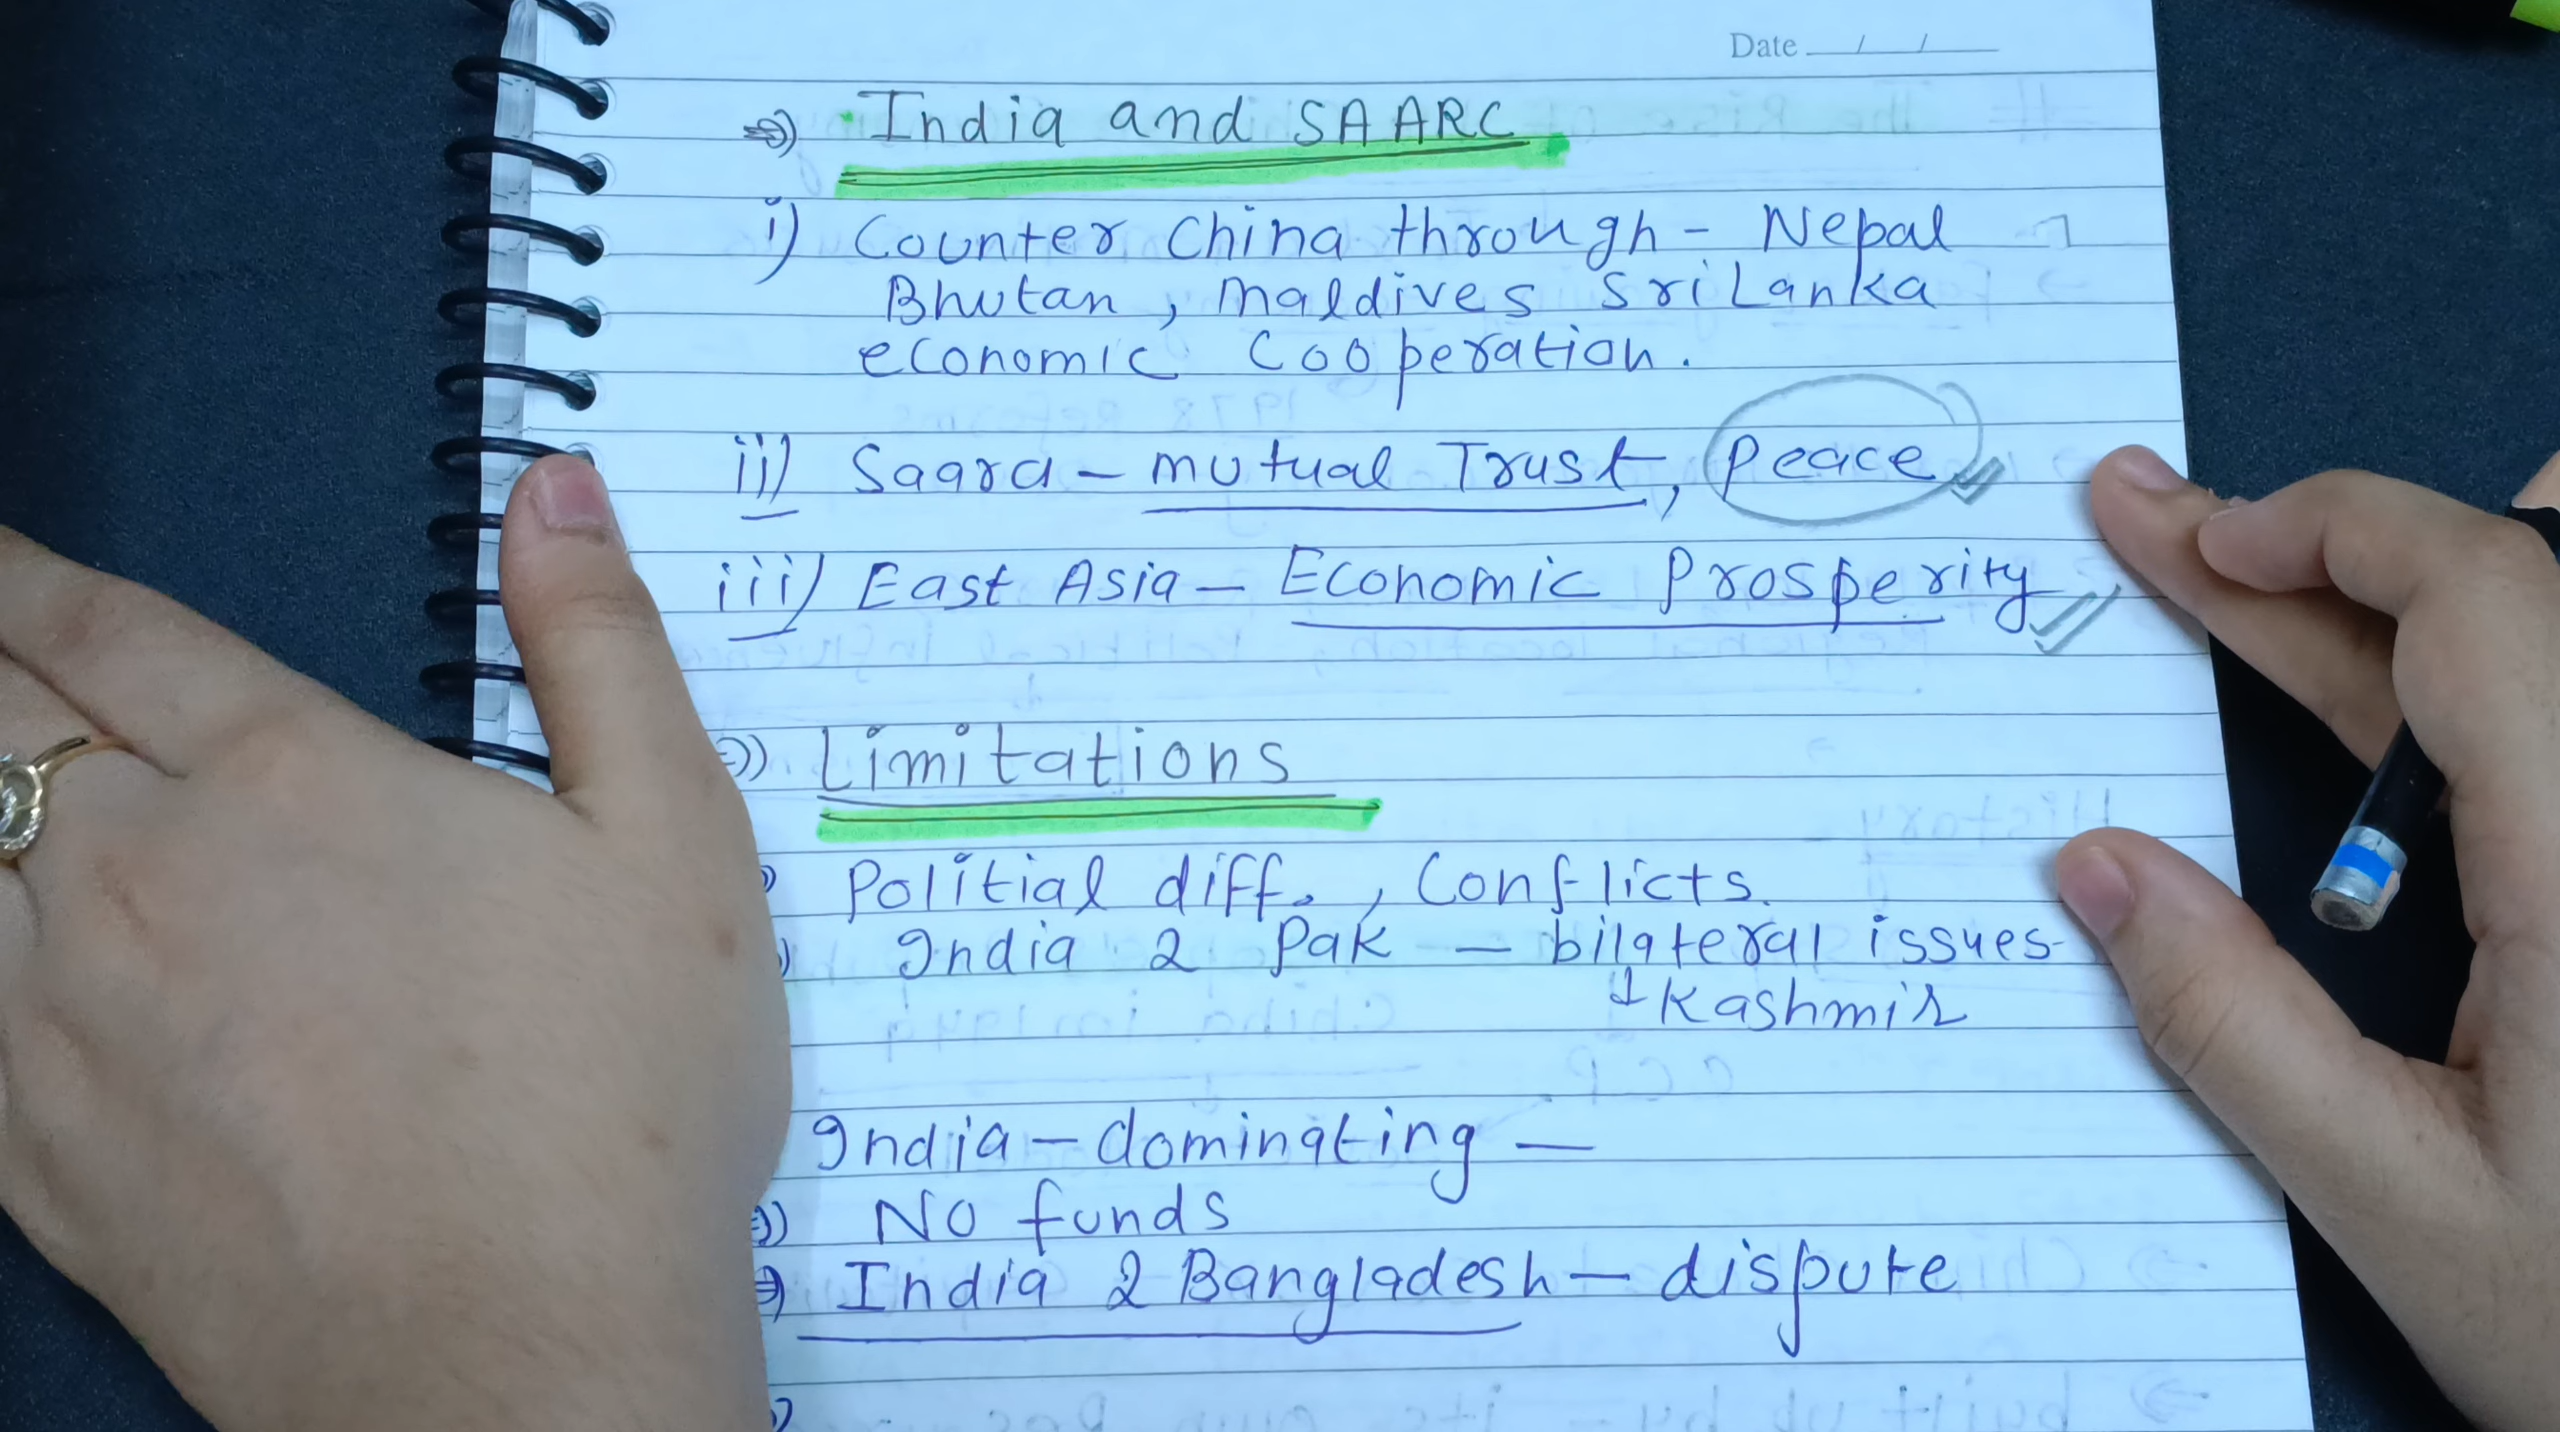 Date / /
India and SAARC
i) Counter China through - Nepal
Bhutan, Maldives SriLanka
economic Cooperation.
ii) Saara - mutual Trust, Peace
iii) East Asia - Economic Prosperity
Limitations
Politial diff., Conflicts.
India 2 Pak - bilateral issues
Kashmir
India - dominating -
No funds
India 2 Bangladesh - dispute